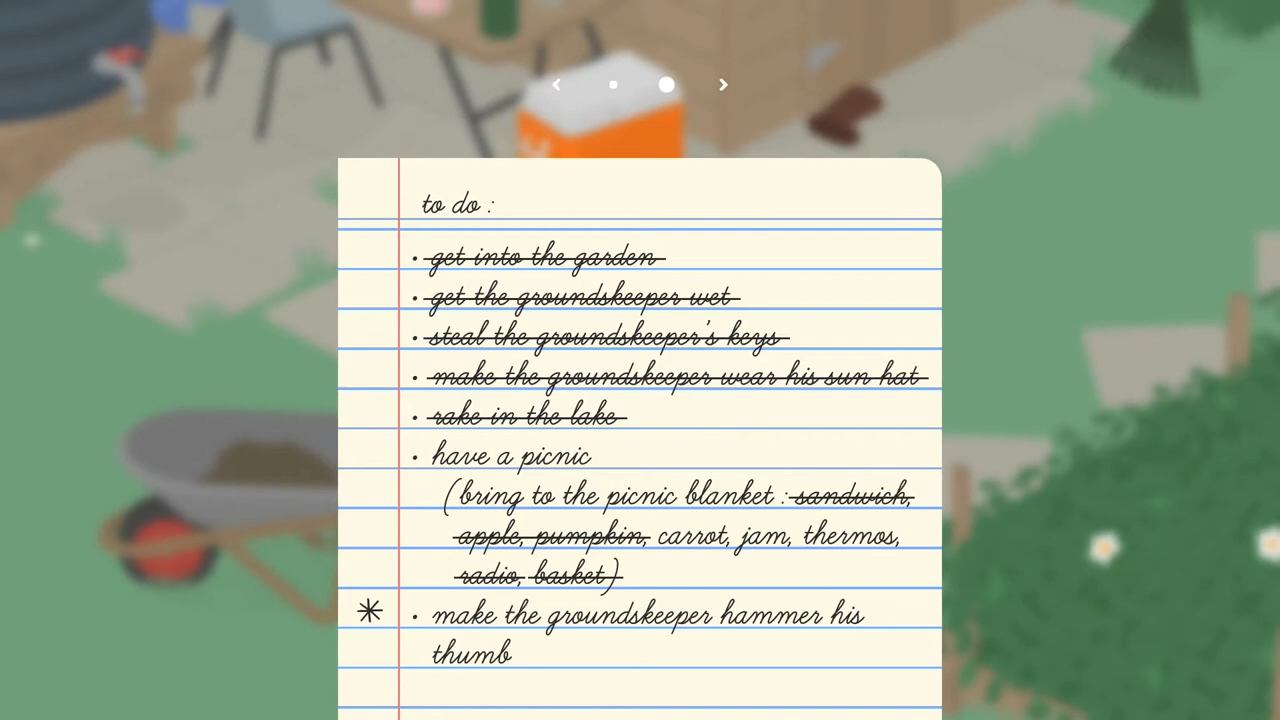 to do :
• get into the garden
• get the groundskeeper wet
• steal the groundskeeper's keys
• make the groundskeeper wear his sun hat
• rake in the lake
• have a picnic
(bring to the picnic blanket : sandwich,
apple, pumpkin, carrot, jam, thermos,
radio, basket)
* • make the groundskeeper hammer his
thumb